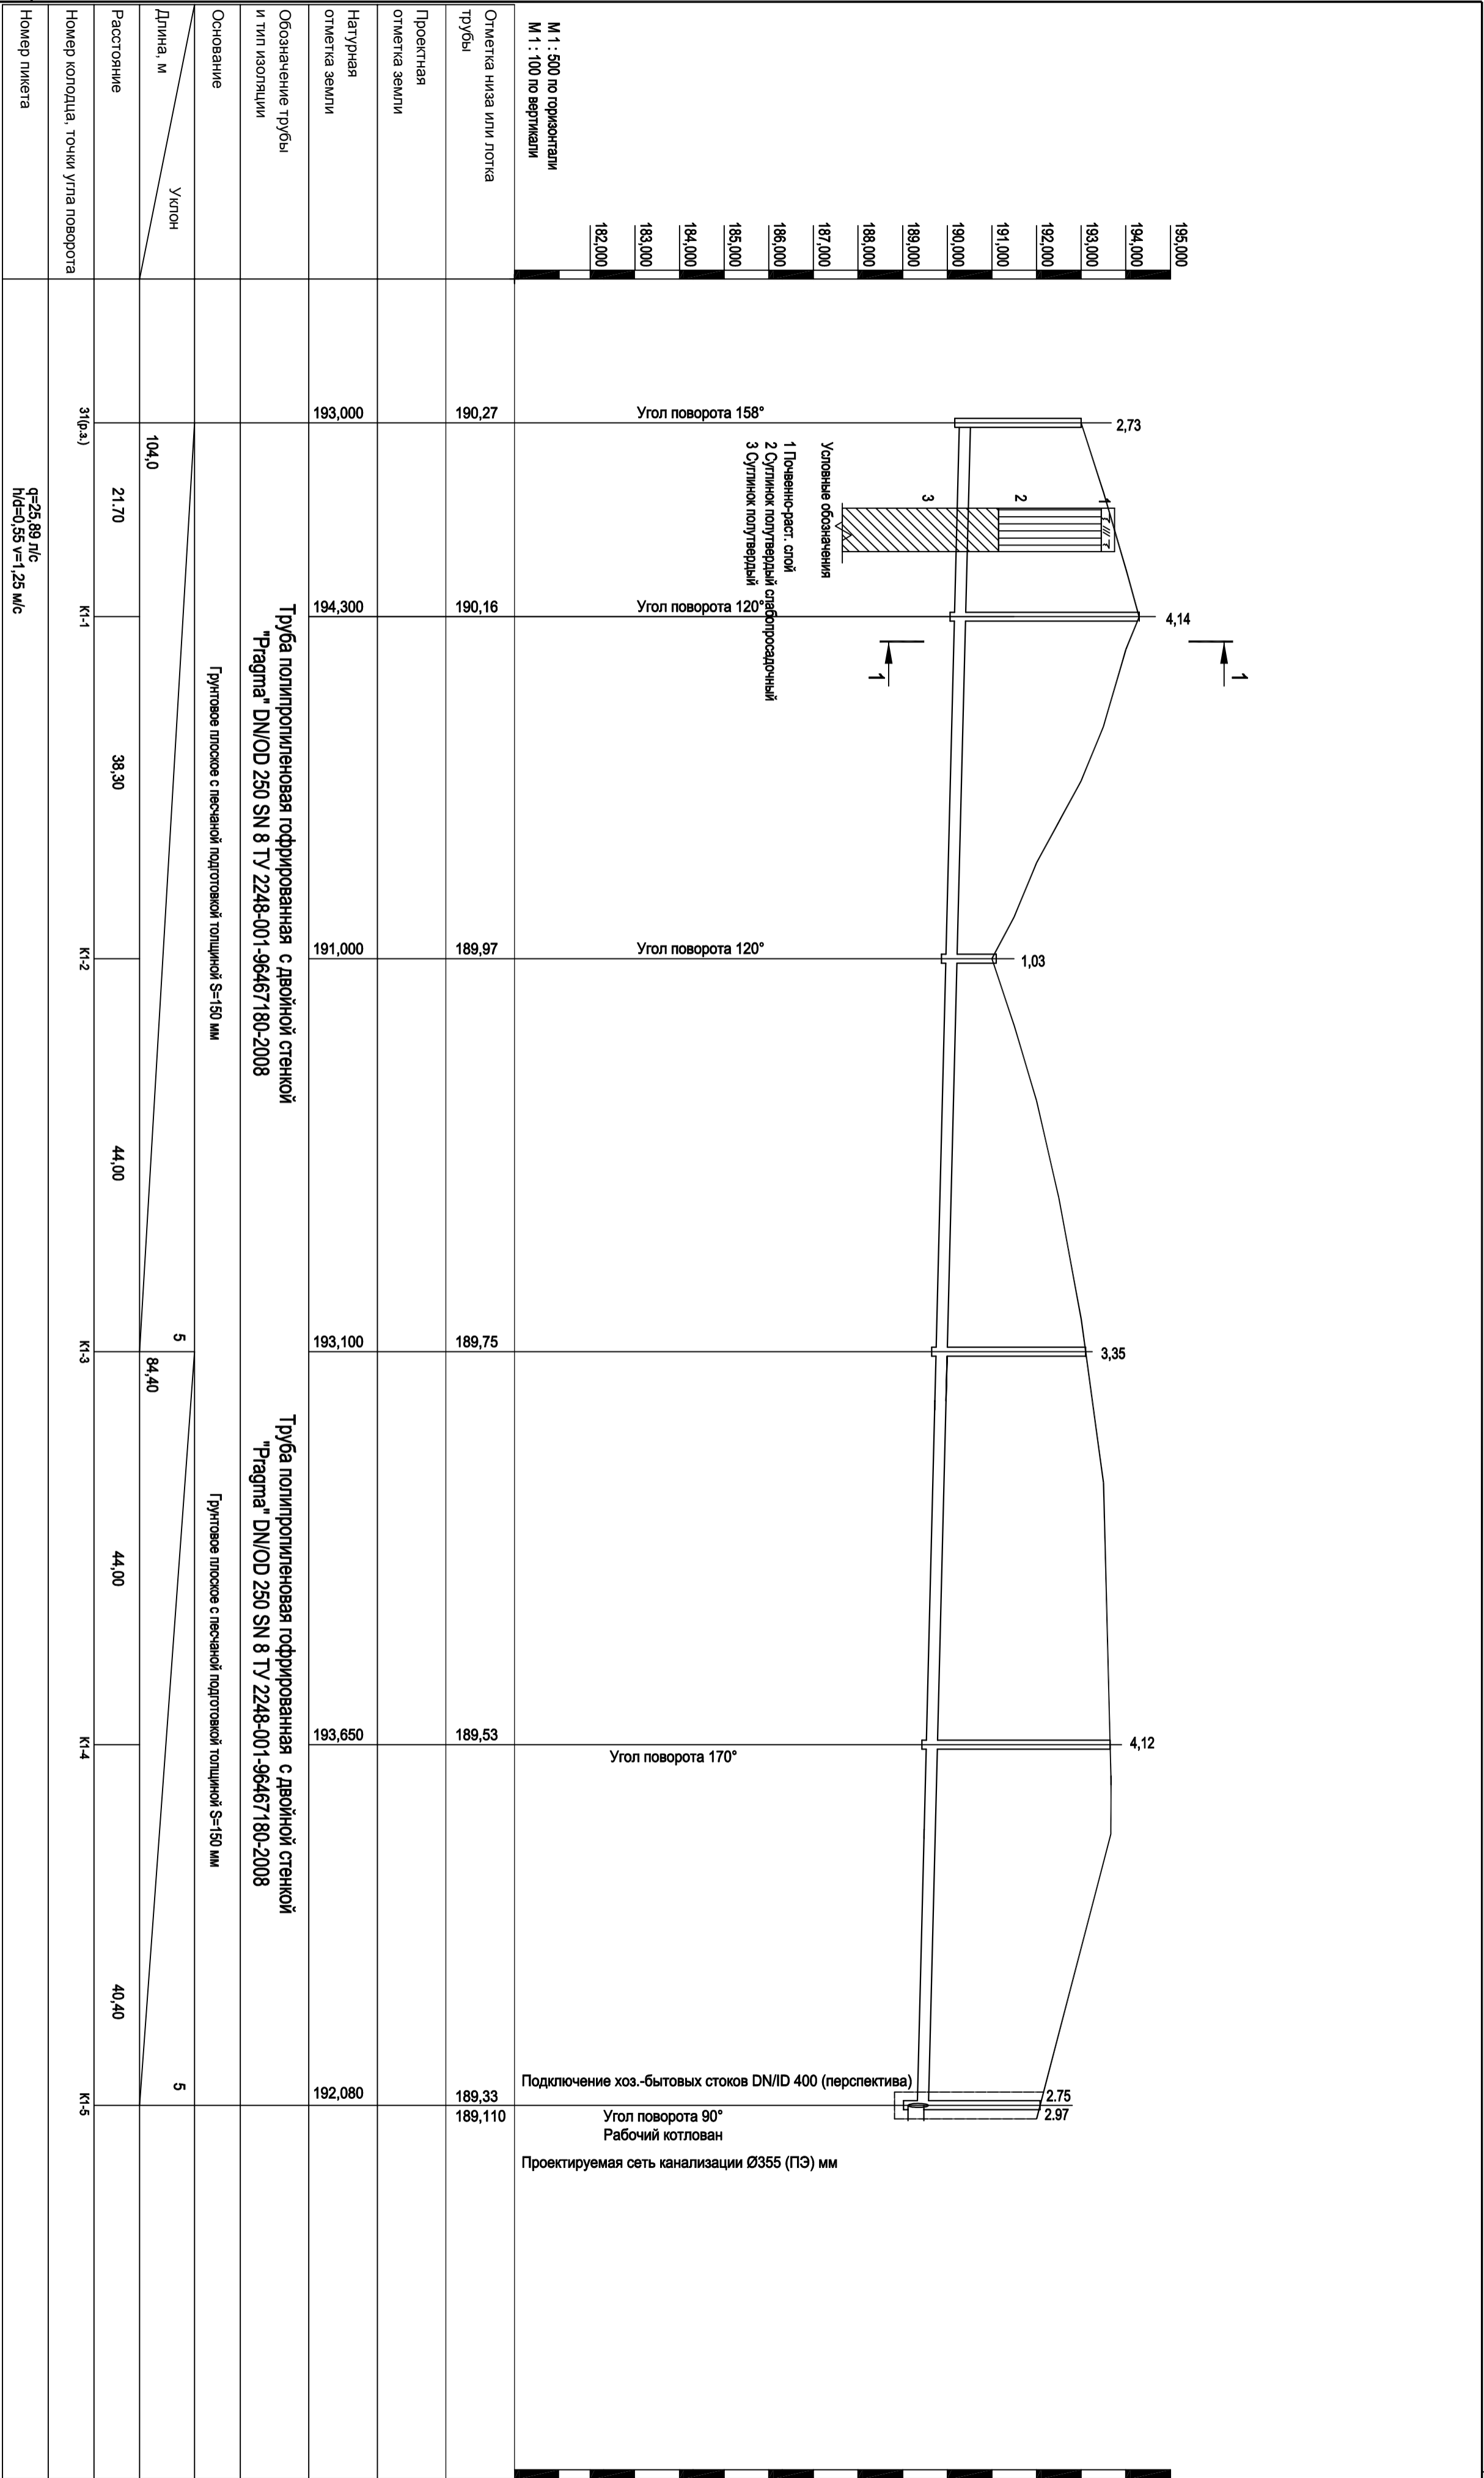 195,000
194,000
193,000
192,000
191,000
190,000
189,000
188,000
187,000
186,000
185,000
184,000
183,000
182,000
М 1 : 500 по горизонтали
М 1 : 100 по вертикали
2,73
4,14
1,03
3,35
4,12
2.75
2.97
1
1
1
2
3
Условные обозначения
1 Почвенно-раст. слой
2 Суглинок полутвердый слабопросадочный
3 Суглинок полутвердый
Угол поворота 158°
Угол поворота 120°
Угол поворота 120°
Угол поворота 170°
Подключение хоз.-бытовых стоков DN/ID 400 (перспектива)
Угол поворота 90°
Рабочий котлован
Проектируемая сеть канализации Ø355 (ПЭ) мм
Отметка низа или лотка
трубы
190,27
190,16
189,97
189,75
189,53
189,33
189,110
Проектная
отметка земли
Натурная
отметка земли
193,000
194,300
191,000
193,100
193,650
192,080
Обозначение трубы
и тип изоляции
Труба полипропиленовая гофрированная с двойной стенкой
"Pragma" DN/OD 250 SN 8 ТУ 2248-001-96467180-2008
Труба полипропиленовая гофрированная с двойной стенкой
"Pragma" DN/OD 250 SN 8 ТУ 2248-001-96467180-2008
Основание
Грунтовое плоское с песчаной подготовкой толщиной S=150 мм
Грунтовое плоское с песчаной подготовкой толщиной S=150 мм
Уклон
Длина, м
104,0
5
84,40
5
Расстояние
21.70
38,30
44,00
44,00
40,40
Номер колодца, точки угла поворота
31(р.з.)
К1-1
К1-2
К1-3
К1-4
К1-5
Номер пикета
q=25,89 л/с
h/d=0,55 v=1,25 м/с